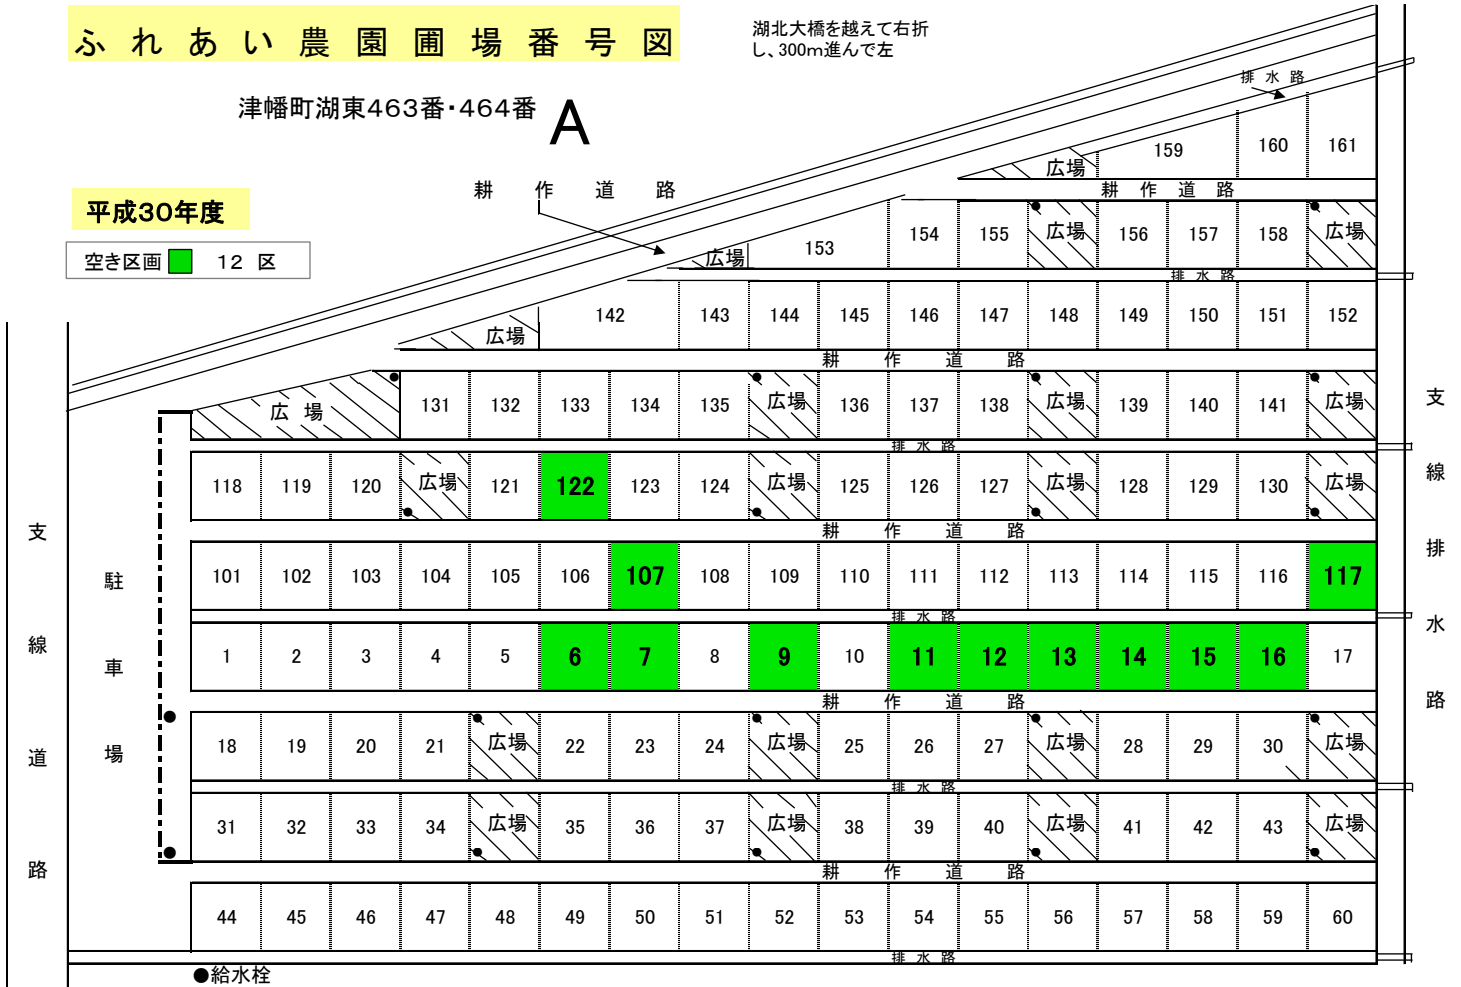 ふれあい農園圃場番号図
湖北大橋を越えて右折
し、300m進んで左
津幡町湖東463番・464番 A
排水路
159 160 161
広場
耕作道路
耕作道路
平成30年度
空き区画 12 区
広場 153 154 155 広場 156 157 158 広場
排水路
広場 142 143 144 145 146 147 148 149 150 151 152
耕作道路
広場 131 132 133 134 135 広場 136 137 138 広場 139 140 141 広場
排水路
118 119 120 広場 121 122 123 124 広場 125 126 127 広場 128 129 130 広場
耕作道路
101 102 103 104 105 106 107 108 109 110 111 112 113 114 115 116 117
排水路
1 2 3 4 5 6 7 8 9 10 11 12 13 14 15 16 17
耕作道路
18 19 20 21 広場 22 23 24 広場 25 26 27 広場 28 29 30 広場
排水路
31 32 33 34 広場 35 36 37 広場 38 39 40 広場 41 42 43 広場
耕作道路
44 45 46 47 48 49 50 51 52 53 54 55 56 57 58 59 60
排水路
●給水栓
支線道路
駐車場
支線排水路